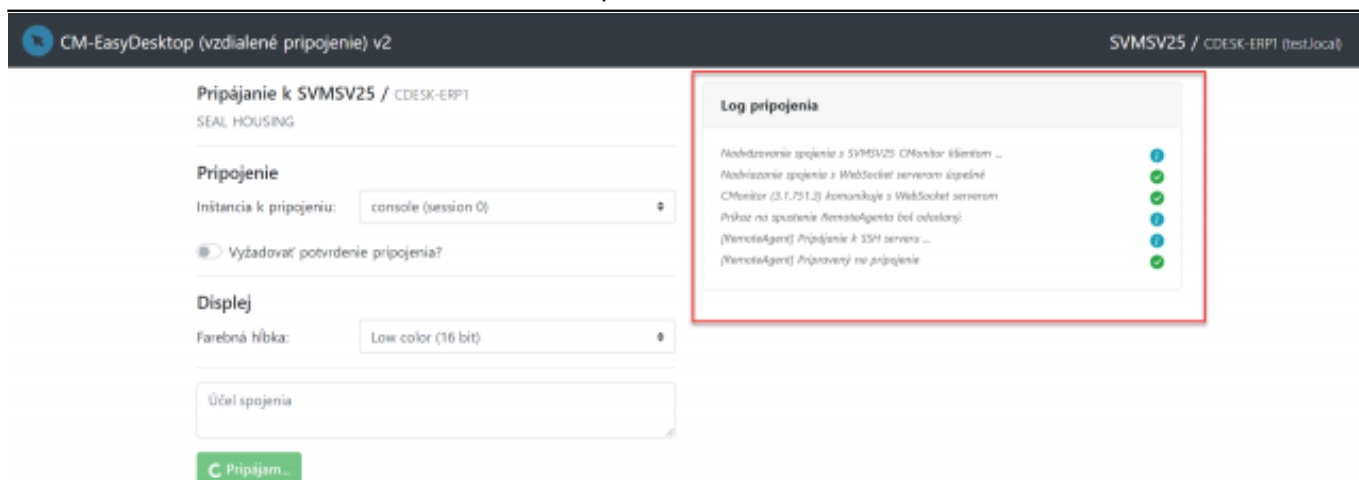 CM-EasyDesktop (vzdialené pripojenie) v2
SVMSV25 / CDESK-ERP1 (test.local)
Pripájanie k SVMSV25 / CDESK-ERP1
SEAL HOUSING
Pripojenie
Inštancia k pripojeniu: console (session 0)
Vyžadovať potvrdenie pripojenia?
Displej
Farebná hĺbka: Low color (16 bit)
Účel spojenia
Pripájam...
Log pripojenia
Nadväzovanie spojenie s SVMSV25 CMonitor klientom ...
Nadviazanie spojenie s WebSocket serverom úspešné
CMonitor (3.1.751.3) komunikuje s WebSocket serverom
Príkaz na spustenie RemoteAgenta bol odoslaný.
(RemoteAgent) Pripájanie k SSH serveru ...
(RemoteAgent) Pripravený na pripojenie